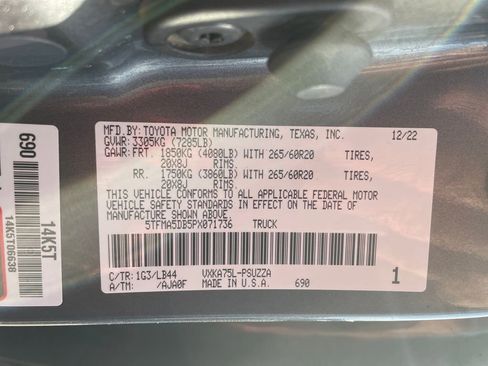 MFD.BY:TOYOTA MOTOR MANUFACTURING, TEXAS, INC. 12/22
GVWR: 3305KG (7285LB)
GAWR: FRT. 1850KG (4080LB) WITH 265/60R20 TIRES,
20X8J RIMS.
RR. 1750KG (3860LB) WITH 265/60R20 TIRES,
20X8J RIMS.
THIS VEHICLE CONFORMS TO ALL APPLICABLE FEDERAL MOTOR
VEHICLE SAFETY STANDARDS IN EFFECT ON THE DATE OF
MANUFACTURE SHOWN ABOVE.
5TFMA5DB5PX071736 TRUCK
C/TR: 1G3/LB44 VXKA75L-PSUZZA
A/TM: /AJA0F MADE IN U.S.A. 690 1
690
14K5T
14K5T06638